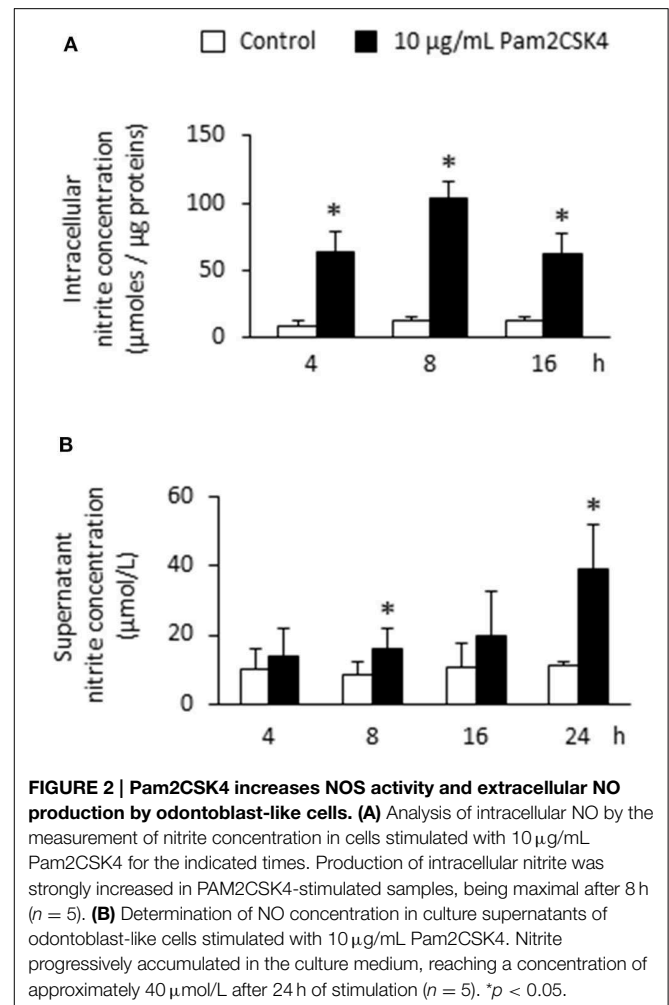 A
Control 10 µg/mL Pam2CSK4
Intracellular
nitrite concentration
(µmoles / µg proteins)
150
100
50
0
*
*
*
4 8 16 h
B
Supernatant
nitrite concentration
(µmol/L)
60
40
20
0
*
*
4 8 16 24 h
FIGURE 2 | Pam2CSK4 increases NOS activity and extracellular NO
production by odontoblast-like cells. (A) Analysis of intracellular NO by the
measurement of nitrite concentration in cells stimulated with 10 µg/mL
Pam2CSK4 for the indicated times. Production of intracellular nitrite was
strongly increased in PAM2CSK4-stimulated samples, being maximal after 8 h
(n = 5). (B) Determination of NO concentration in culture supernatants of
odontoblast-like cells stimulated with 10 µg/mL Pam2CSK4. Nitrite
progressively accumulated in the culture medium, reaching a concentration of
approximately 40 µmol/L after 24 h of stimulation (n = 5). *p < 0.05.